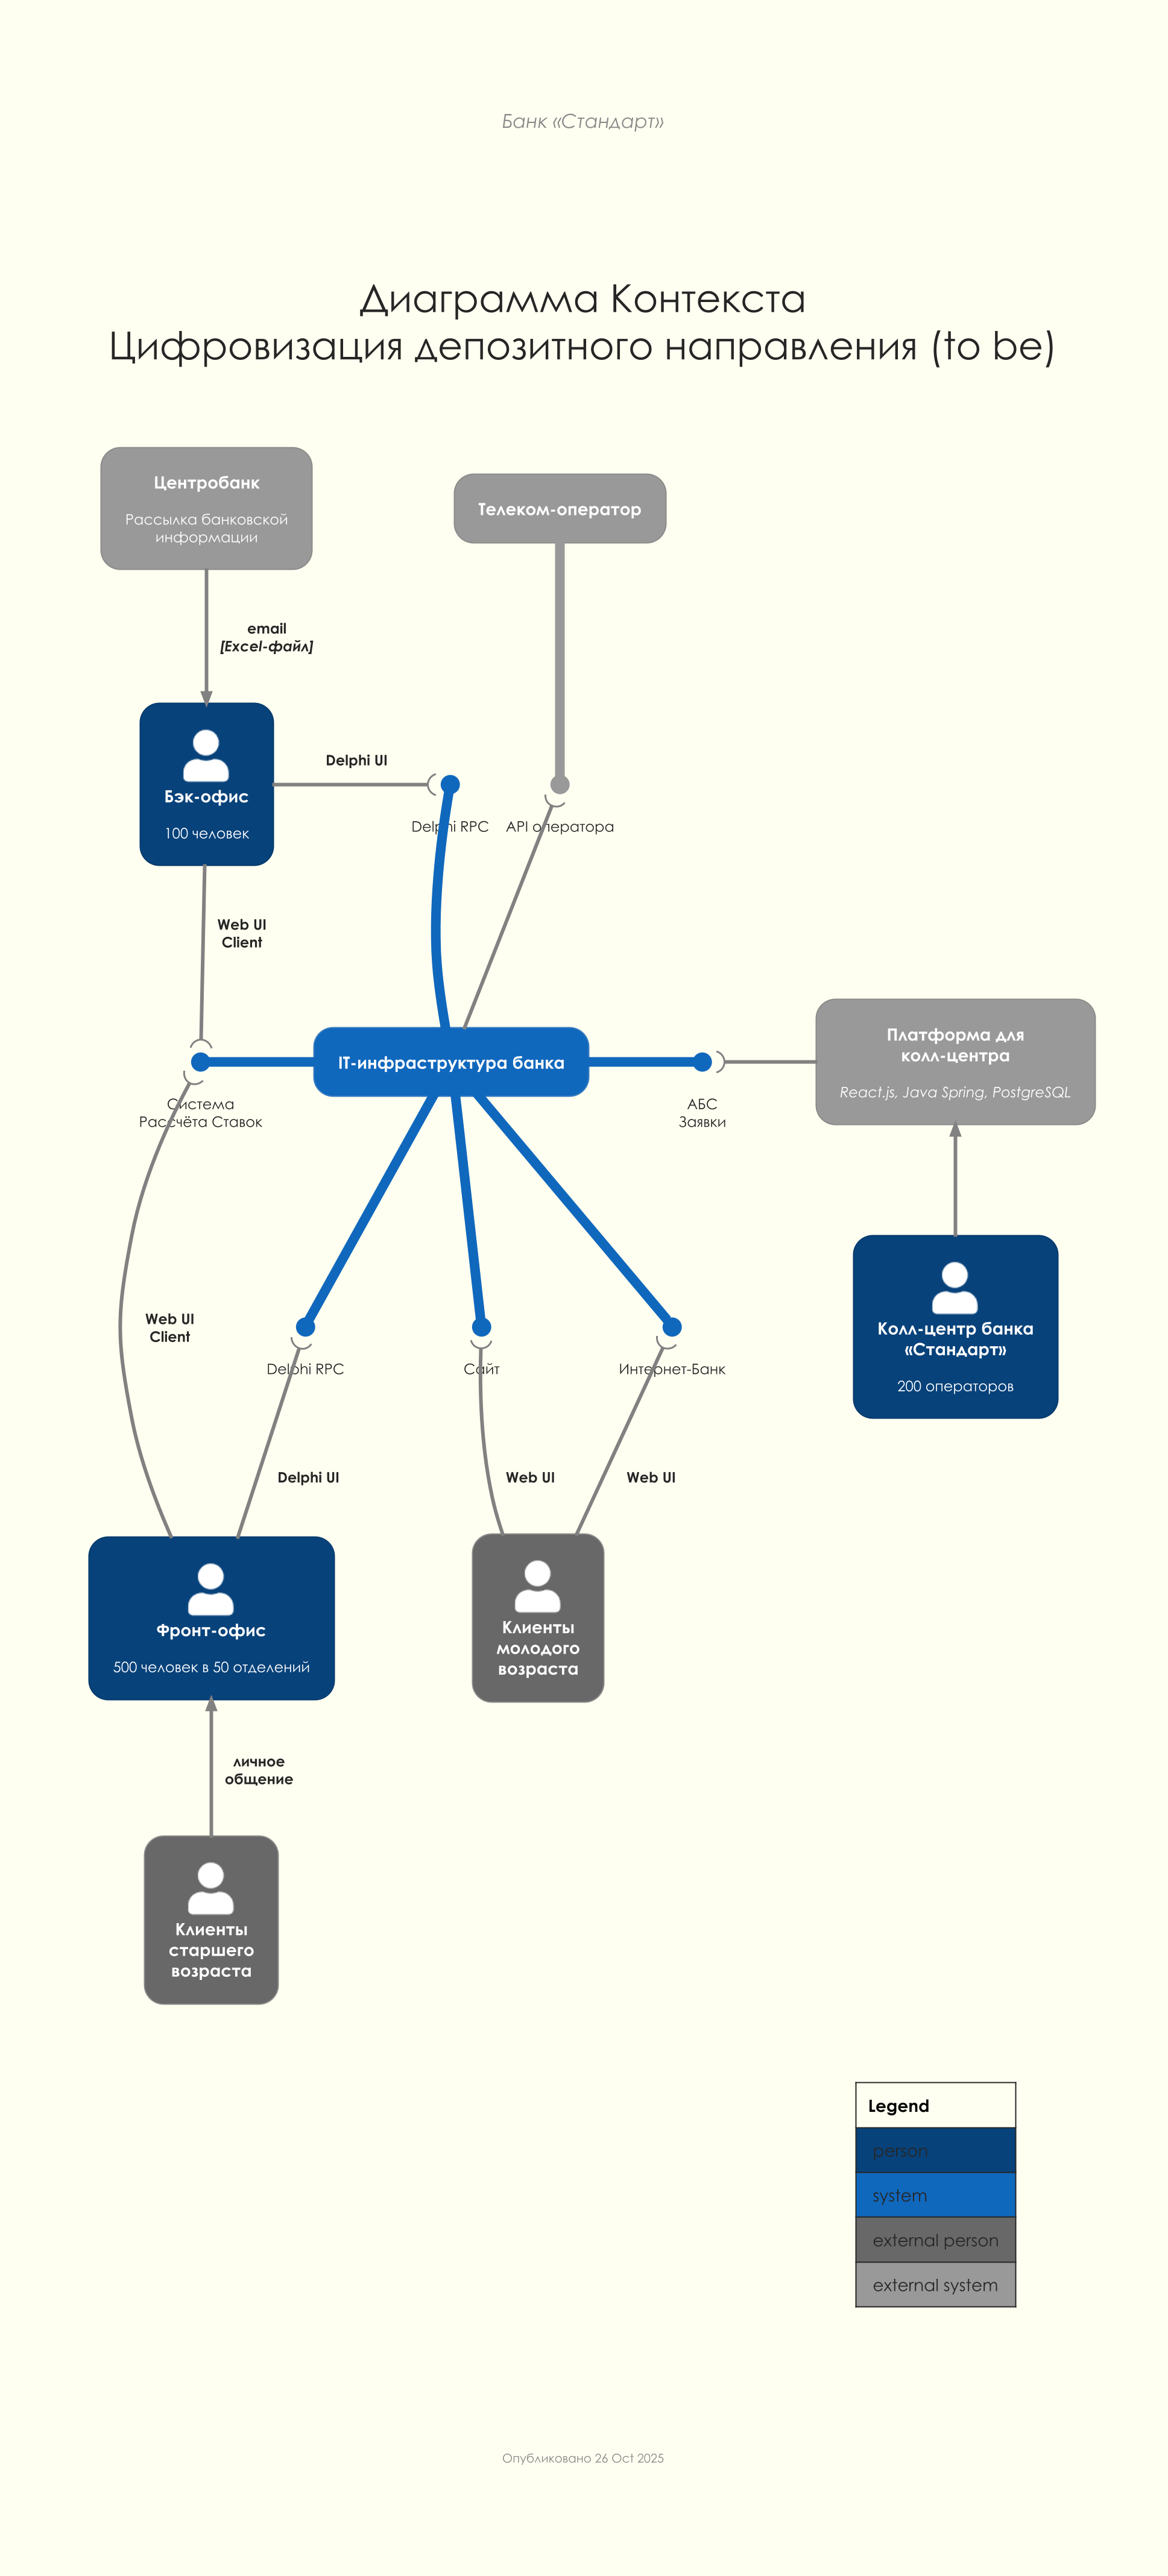 Банк «Стандарт»
Диаграмма Контекста
Цифровизация депозитного направления (to be)
Центробанк
Рассылка банковской
информации
Телеком-оператор
email
[Excel-файл]
Бэк-офис
100 человек
Delphi UI
Delphi RPC
API оператора
Web UI
Client
IT-инфраструктура банка
Система
Рассчёта Ставок
АБС
Заявки
Платформа для
колл-центра
React.js, Java Spring, PostgreSQL
Колл-центр банка
«Стандарт»
200 операторов
Web UI
Client
Delphi RPC
Сайт
Интернет-Банк
Delphi UI
Web UI
Web UI
Фронт-офис
500 человек в 50 отделений
Клиенты
молодого
возраста
личное
общение
Клиенты
старшего
возраста
Legend
person
system
external person
external system
Опубликовано 26 Oct 2025